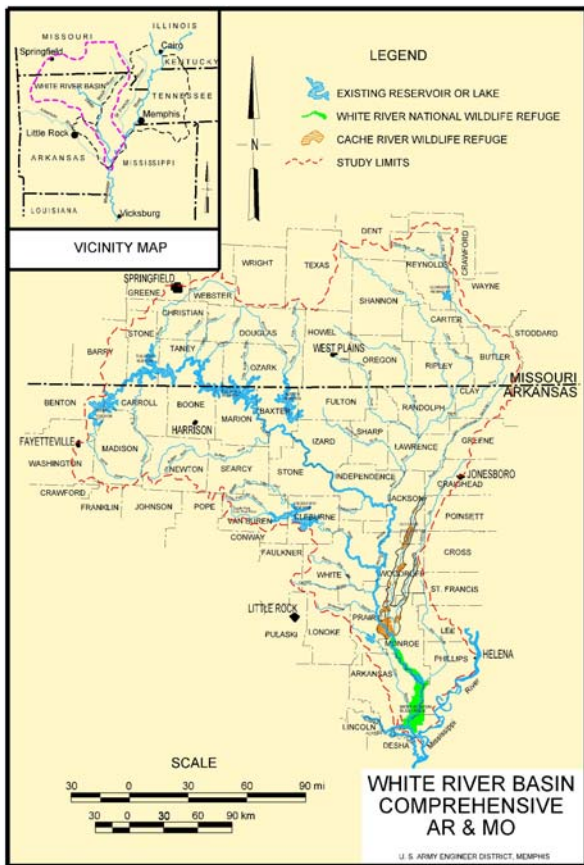 MISSOURI
ILLINOIS
Springfield
Cairo
KENTUCKY
WHITE RIVER BASIN
TENNESSEE
Memphis
Little Rock
ARKANSAS
MISSISSIPPI
LOUISIANA
Vicksburg
VICINITY MAP
LEGEND
EXISTING RESERVOIR OR LAKE
WHITE RIVER NATIONAL WILDLIFE REFUGE
CACHE RIVER WILDLIFE REFUGE
STUDY LIMITS
N
DENT
CRAWFORD
WRIGHT
TEXAS
REYNOLDS
SPRINGFIELD
GREENE
WEBSTER
WAYNE
SHANNON
CHRISTIAN
CARTER
STONE
DOUGLAS
HOWEL
STODDARD
TANEY
BARRY
WEST PLAINS
OREGON
RIPLEY
BUTLER
OZARK
MISSOURI
ARKANSAS
BENTON
CARROLL
BOONE
MARION
BAXTER
FULTON
RANDOLPH
CLAY
HARRISON
SHARP
GREENE
FAYETTEVILLE
MADISON
IZARD
LAWRENCE
WASHINGTON
NEWTON
SEARCY
STONE
INDEPENDENCE
JONESBORO
CRAIGHEAD
CRAWFORD
JACKSON
FRANKLIN
JOHNSON
POPE
VAN BUREN
CLEBURNE
POINSETT
CONWAY
FAULKNER
CROSS
WHITE
WOODRUFF
ST. FRANCIS
LITTLE ROCK
PRAIRIE
LEE
PULASKI
LONOKE
MONROE
HELENA
PHILLIPS
ARKANSAS
River
LINCOLN
Mississippi
DESHA
SCALE
30 0 30 60 90 mi
30 0 30 60 90 km
WHITE RIVER BASIN
COMPREHENSIVE
AR & MO
U. S. ARMY ENGINEER DISTRICT, MEMPHIS